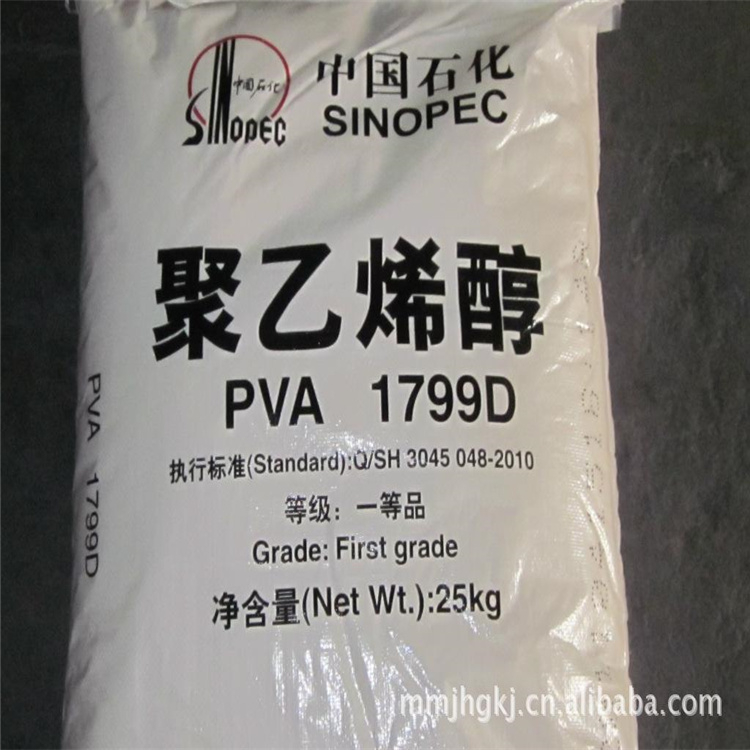 中国石化
SINOPEC
中国石化
SINOPEC
聚乙烯醇
PVA 1799D
PVA 1799D
执行标准(Standard):Q/SH 3045 048-2010
等级：一等品
Grade: First grade
净含量(Net Wt.):25kg
mmjhgkj.cn.alibaba.com